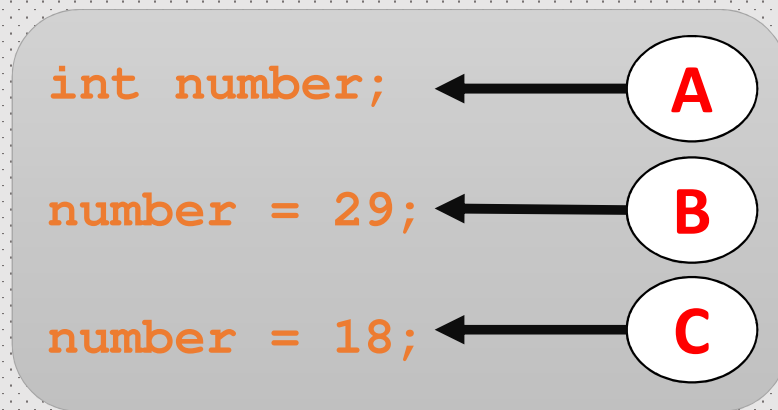 int number; A
number = 29; B
number = 18; C